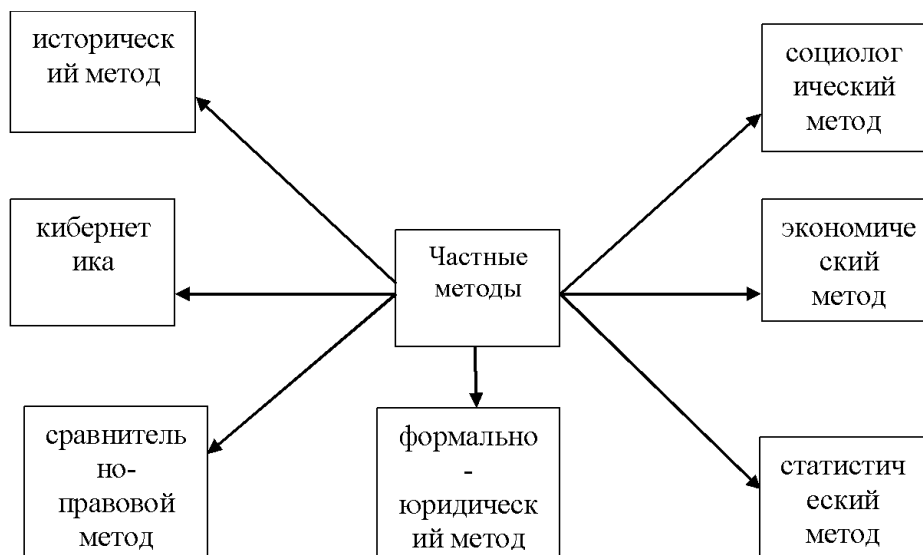 историческ
ий метод
социолог
ический
метод
кибернет
ика
Частные
методы
экономиче
ский
метод
сравнитель
но-
правовой
метод
формально
-
юридическ
ий метод
статистич
еский
метод